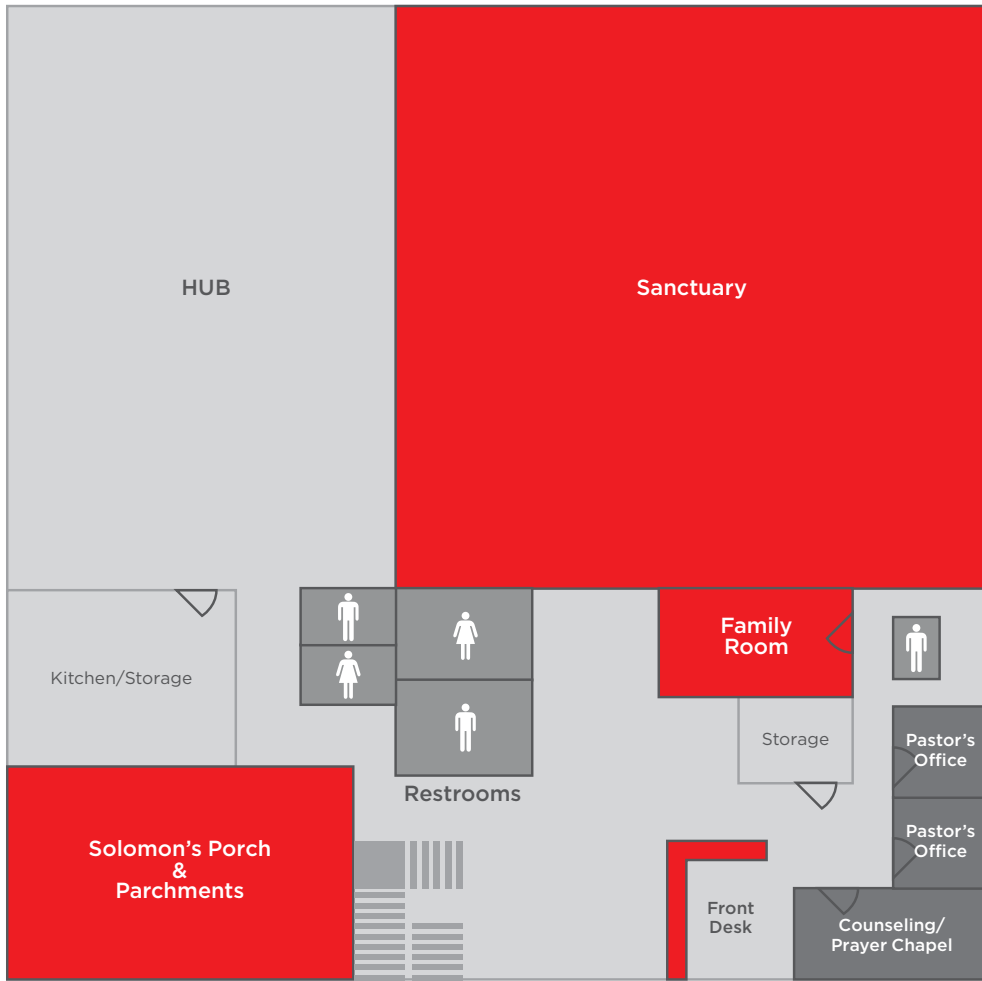 HUB
Sanctuary
Family
Room
Kitchen/Storage
Storage
Pastor’s
Office
Restrooms
Pastor’s
Office
Solomon’s Porch
&
Parchments
Front
Desk
Counseling/
Prayer Chapel